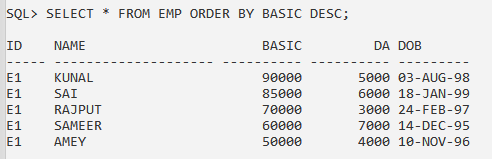 SQL> SELECT * FROM EMP ORDER BY BASIC DESC;
ID    NAME                      BASIC         DA DOB
----- -------------------- ---------- ---------- ---------
E1    KUNAL                     90000       5000 03-AUG-98
E1    SAI                       85000       6000 18-JAN-99
E1    RAJPUT                    70000       3000 24-FEB-97
E1    SAMEER                    60000       7000 14-DEC-95
E1    AMEY                      50000       4000 10-NOV-96